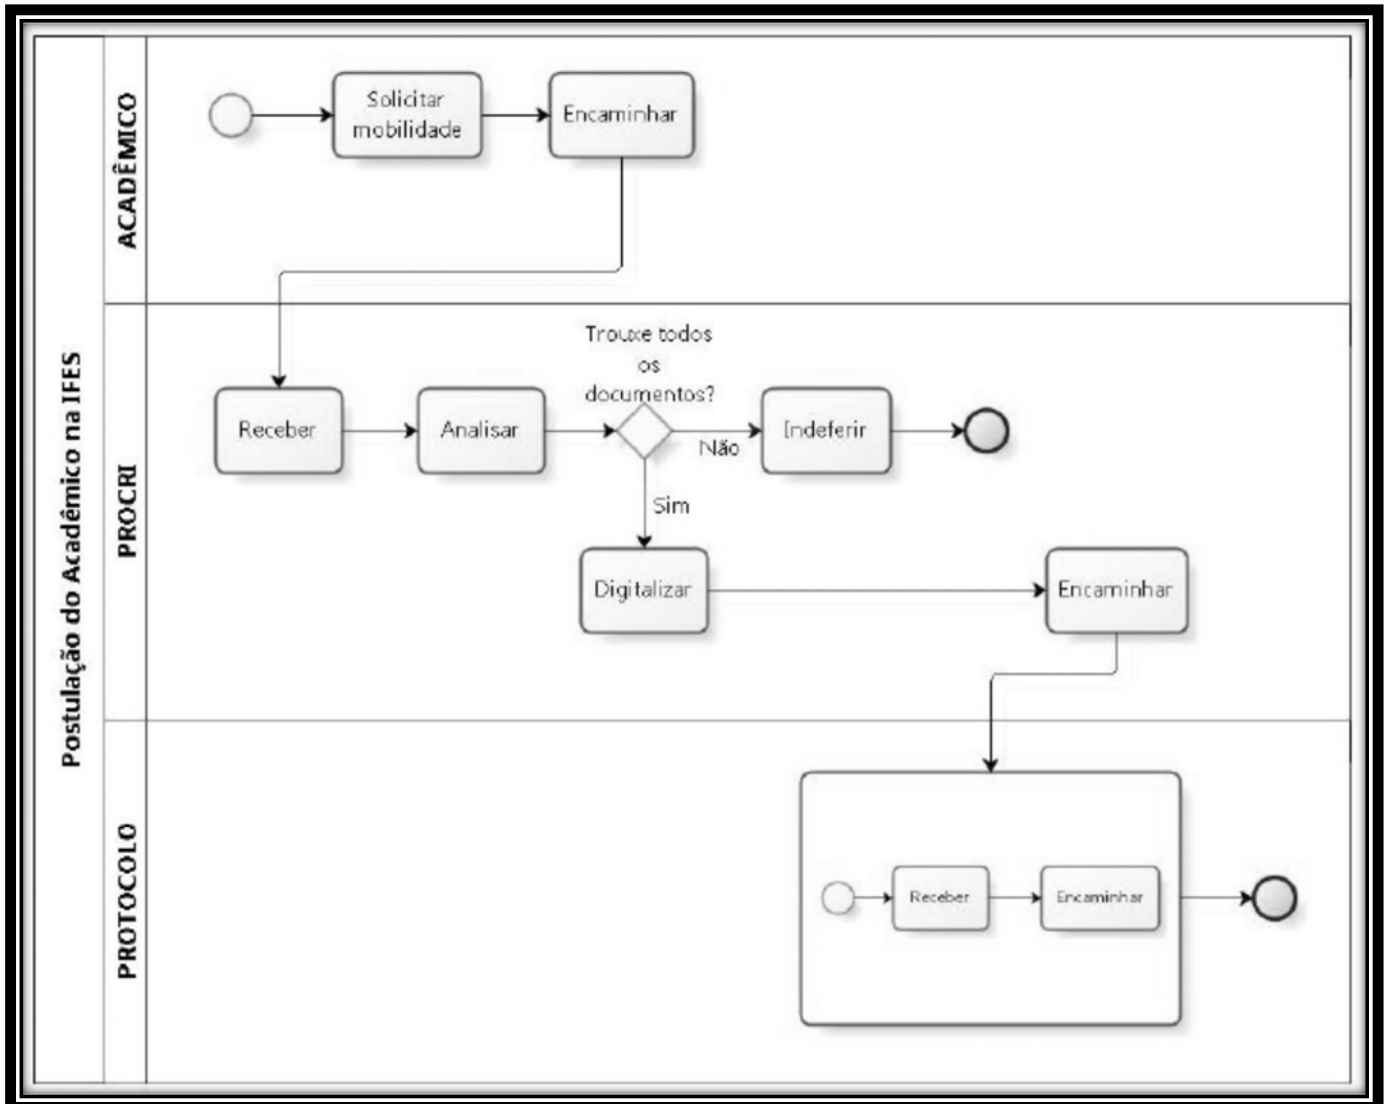 Postulação do Acadêmico na IFES
ACADÊMICO
Solicitar
mobilidade
Encaminhar
PROCRI
Receber
Analisar
Trouxe todos
os
documentos?
Não
Indeferir
Sim
Digitalizar
Encaminhar
PROTOCOLO
Receber
Encaminhar